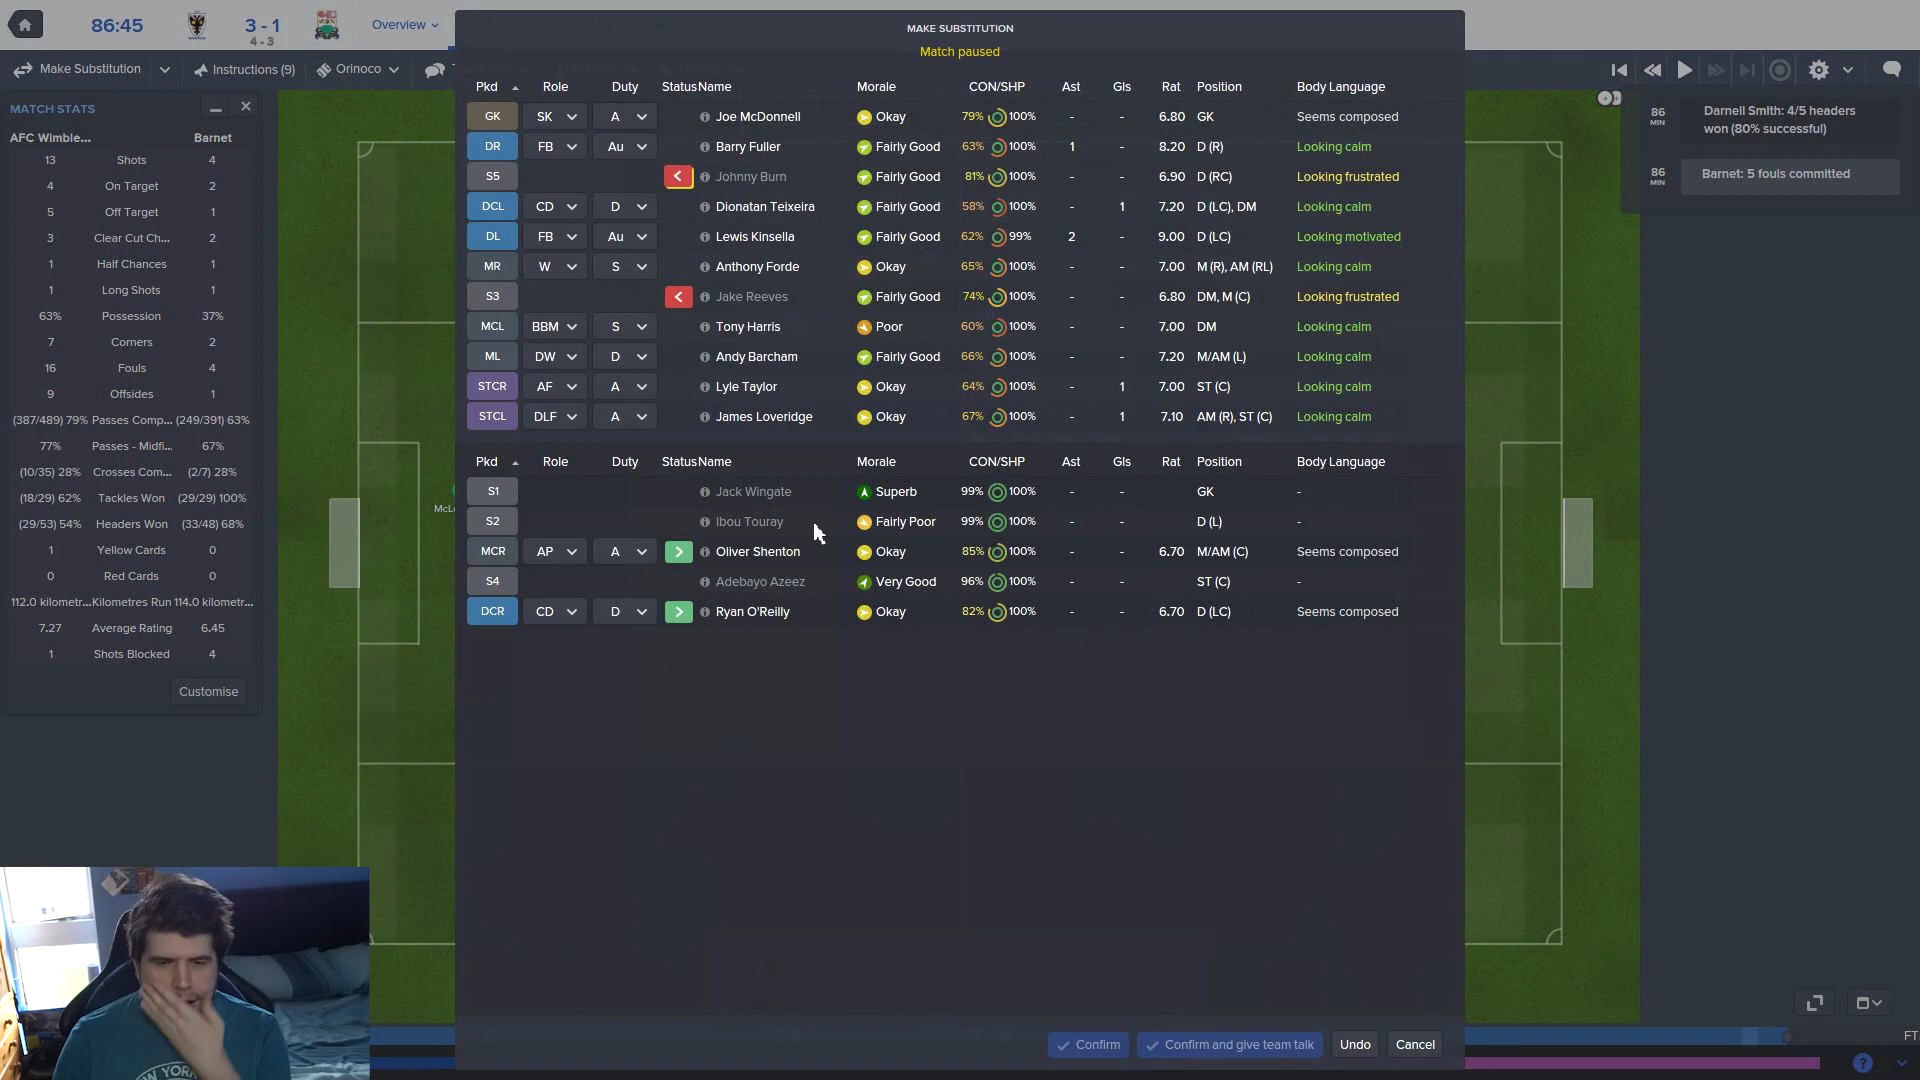 86:45
3 - 1
4 - 3
Overview
Make Substitution
Instructions (9)
Orinoco
MAKE SUBSTITUTION
Match paused
MATCH STATS
AFC Wimble... Barnet
13 Shots 4
4 On Target 2
5 Off Target 1
3 Clear Cut Ch... 2
1 Half Chances 1
1 Long Shots 1
63% Possession 37%
7 Corners 2
16 Fouls 4
9 Offsides 1
(387/489) 79% Passes Comp... (249/391) 63%
77% Passes - Midfi... 67%
(10/35) 28% Crosses Com... (2/7) 28%
(18/29) 62% Tackles Won (29/29) 100%
(29/53) 54% Headers Won (33/48) 68%
1 Yellow Cards 0
0 Red Cards 0
112.0 kilometr... Kilometres Run 114.0 kilometr...
7.27 Average Rating 6.45
1 Shots Blocked 4
Customise
Pkd Role Duty Status Name Morale CON/SHP Ast Gls Rat Position Body Language
GK SK A Joe McDonnell Okay 79% 100% - - 6.80 GK Seems composed
DR FB Au Barry Fuller Fairly Good 63% 100% 1 - 8.20 D (R) Looking calm
S5 Johnny Burn Fairly Good 81% 100% - - 6.90 D (RC) Looking frustrated
DCL CD D Dionatan Teixeira Fairly Good 58% 100% - 1 7.20 D (LC), DM Looking calm
DL FB Au Lewis Kinsella Fairly Good 62% 99% 2 - 9.00 D (LC) Looking motivated
MR W S Anthony Forde Okay 65% 100% - - 7.00 M (R), AM (RL) Looking calm
S3 Jake Reeves Fairly Good 74% 100% - - 6.80 DM, M (C) Looking frustrated
MCL BBM S Tony Harris Poor 60% 100% - - 7.00 DM Looking calm
ML DW D Andy Barcham Fairly Good 66% 100% - - 7.20 M/AM (L) Looking calm
STCR AF A Lyle Taylor Okay 64% 100% - 1 7.00 ST (C) Looking calm
STCL DLF A James Loveridge Okay 67% 100% - 1 7.10 AM (R), ST (C) Looking calm
Pkd Role Duty Status Name Morale CON/SHP Ast Gls Rat Position Body Language
S1 Jack Wingate Superb 99% 100% - - GK -
S2 Ibou Touray Fairly Poor 99% 100% - - D (L) -
MCR AP A Oliver Shenton Okay 85% 100% - - 6.70 M/AM (C) Seems composed
S4 Adebayo Azeez Very Good 96% 100% - - ST (C) -
DCR CD D Ryan O'Reilly Okay 82% 100% - - 6.70 D (LC) Seems composed
Confirm
Confirm and give team talk
Undo
Cancel
86 MIN Darnell Smith: 4/5 headers
won (80% successful)
86 MIN Barnet: 5 fouls committed
McL
FT
?